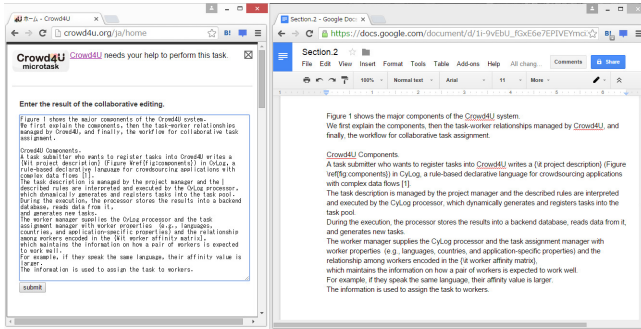 ホーム - Crowd4U
crowd4u.org/ja/home
B!
Crowd4U
microtask
Crowd4U needs your help to perform this task.
Enter the result of the collaborative editing.
Figure 1 shows the major components of the Crowd4U system.
We first explain the components, then the task-worker relationships
managed by Crowd4U, and finally, the workflow for collaborative task
assignment.
Crowd4U Components.
A task submitter who wants to register tasks into Crowd4U writes a
{\it project description} (Figure \ref{fig:components}) in CyLog, a
rule-based declarative language for crowdsourcing applications with
complex data flows [1].
The task description is managed by the project manager and the
described rules are interpreted and executed by the CyLog processor,
which dynamically generates and registers tasks into the task pool.
During the execution, the processor stores the results into a backend
database, reads data from it,
and generates new tasks.
The worker manager supplies the CyLog processor and the task
assignment manager with worker properties (e.g., languages,
countries, and application-specific properties) and the relationship
among workers encoded in the {\it worker affinity matrix},
which maintains the information on how a pair of workers is expected
to work well.
For example, if they speak the same language, their affinity value is
larger.
The information is used to assign the task to workers.
submit
Section.2 - Google Doc
https://docs.google.com/document/d/1i-9vEbU_fGxE6e7EPIVEYmci
B!
Section.2
File Edit View Insert Format Tools Table Add-ons Help All chang...
Comments
Share
100%
Normal text
Arial
11
More
Figure 1 shows the major components of the Crowd4U system.
We first explain the components, then the task-worker relationships managed by Crowd4U, and
finally, the workflow for collaborative task assignment.
Crowd4U Components.
A task submitter who wants to register tasks into Crowd4U writes a {\it project description} (Figure
\ref{fig:components}) in CyLog, a rule-based declarative language for crowdsourcing applications
with complex data flows [1].
The task description is managed by the project manager and the described rules are interpreted
and executed by the CyLog processor, which dynamically generates and registers tasks into the
task pool.
During the execution, the processor stores the results into a backend database, reads data from it,
and generates new tasks.
The worker manager supplies the CyLog processor and the task assignment manager with
worker properties (e.g., languages, countries, and application-specific properties) and the
relationship among workers encoded in the {\it worker affinity matrix},
which maintains the information on how a pair of workers is expected to work well.
For example, if they speak the same language, their affinity value is larger.
The information is used to assign the task to workers.